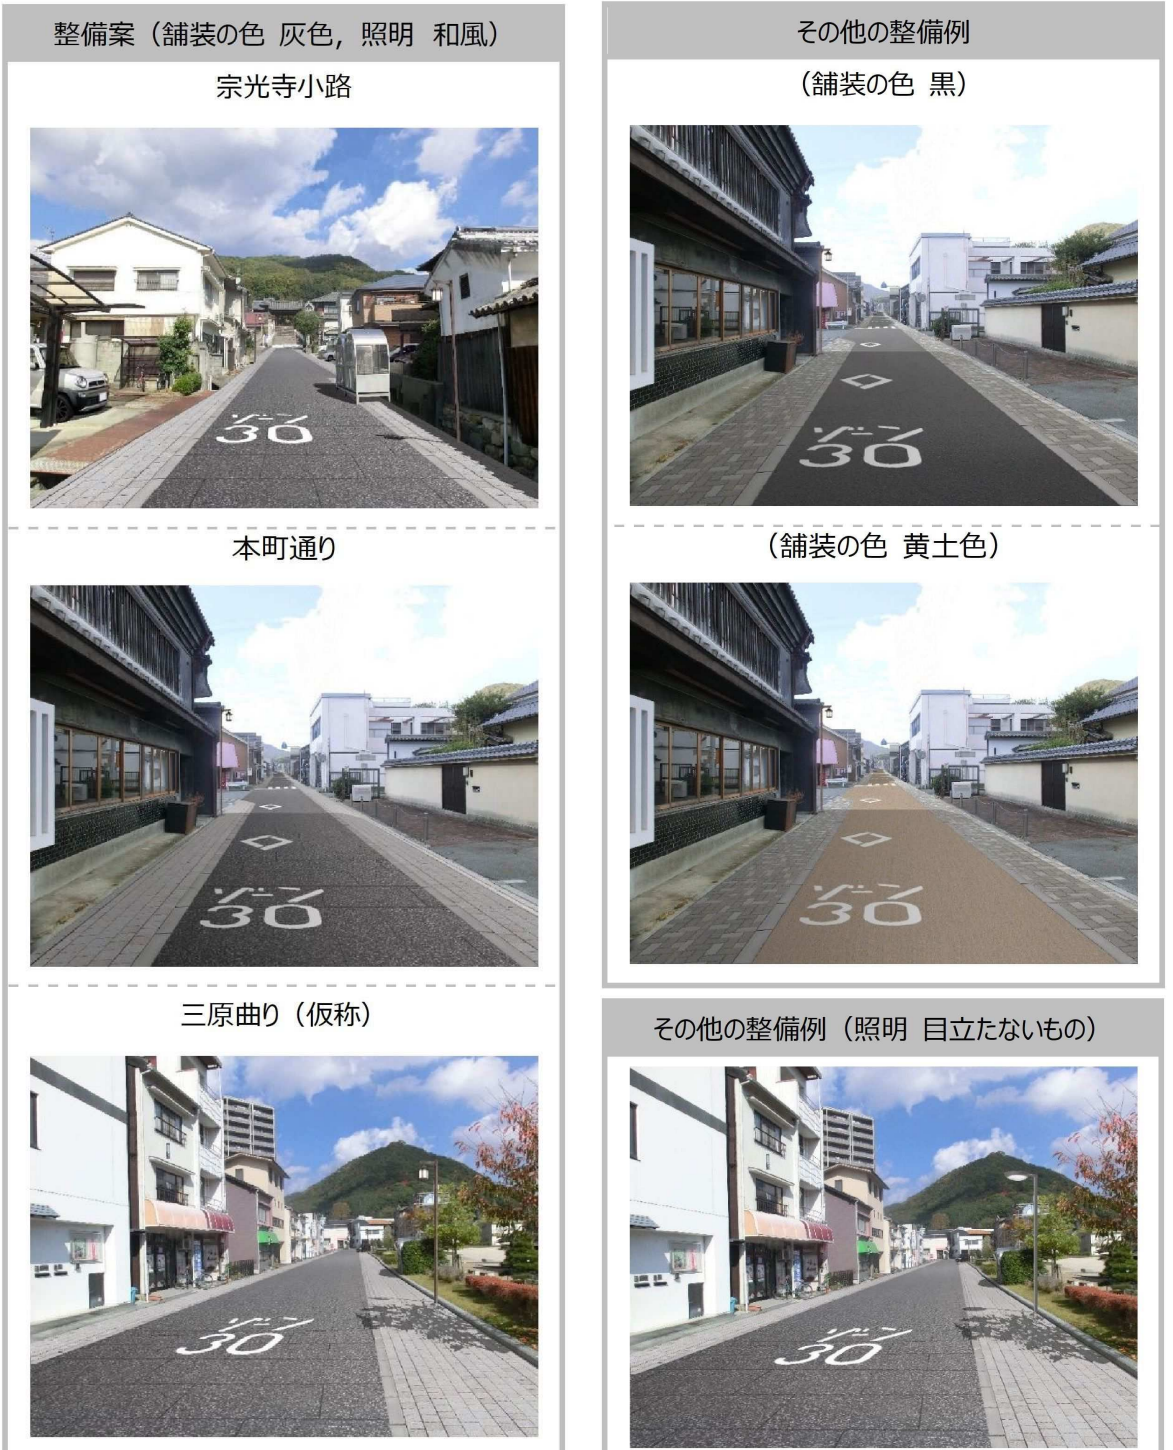 整備案（舗装の色 灰色，照明 和風）
宗光寺小路
ゾーン
30
本町通り
ゾーン
30
三原曲り（仮称）
ゾーン
30
その他の整備例
（舗装の色 黒）
ゾーン
30
（舗装の色 黄土色）
ゾーン
30
その他の整備例（照明 目立たないもの）
ゾーン
30